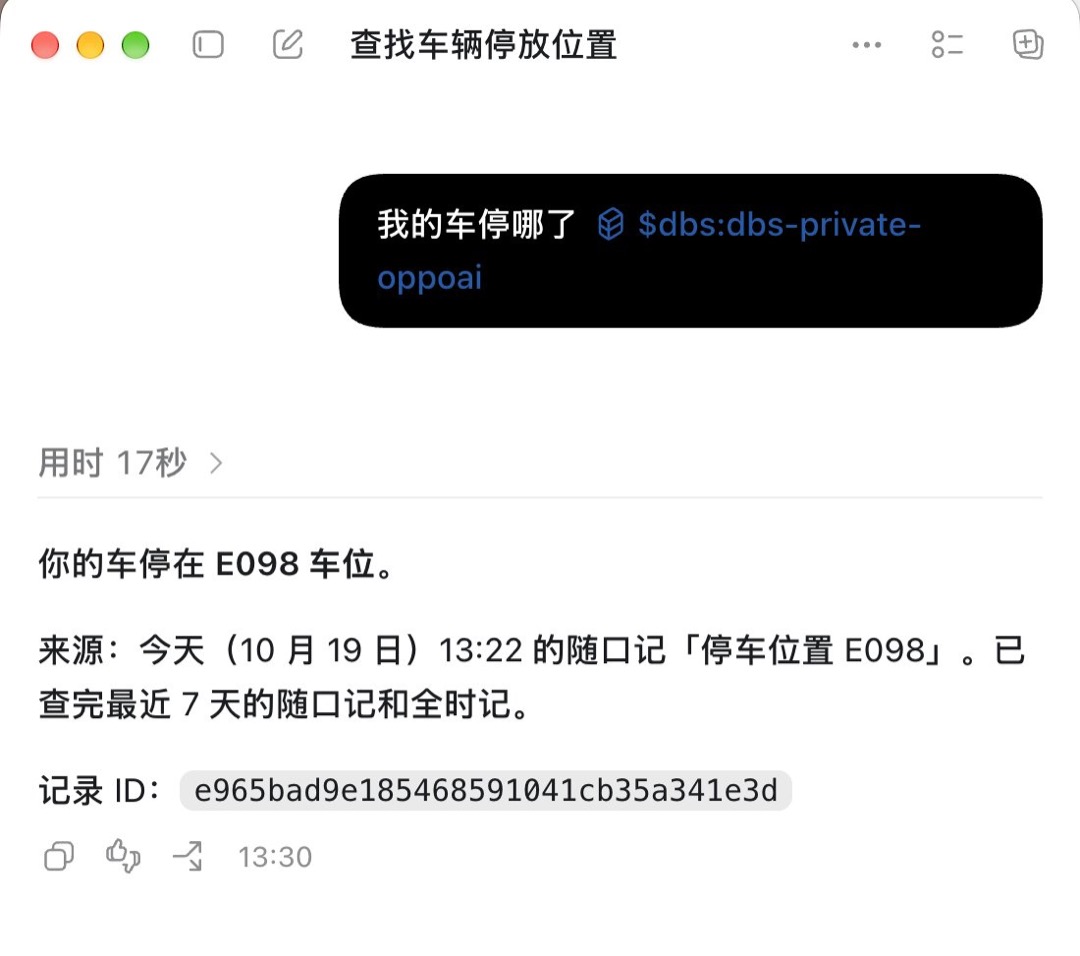 查找车辆停放位置
我的车停哪了 $dbs:dbs-private-
oppoai
用时 17秒
你的车停在 E098 车位。
来源：今天（10 月 19 日）13:22 的随口记「停车位置 E098」。已
查完最近 7 天的随口记和全时记。
记录 ID： e965bad9e185468591041cb35a341e3d
13:30